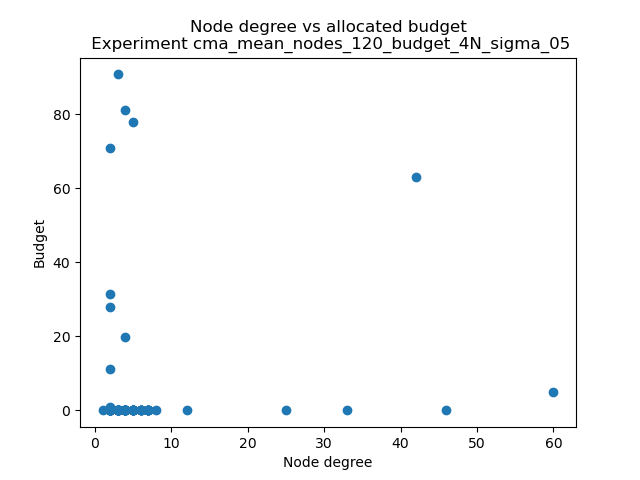 Node degree vs allocated budget
Experiment cma_mean_nodes_120_budget_4N_sigma_05
80
60
40
20
0
Budget
0 10 20 30 40 50 60
Node degree